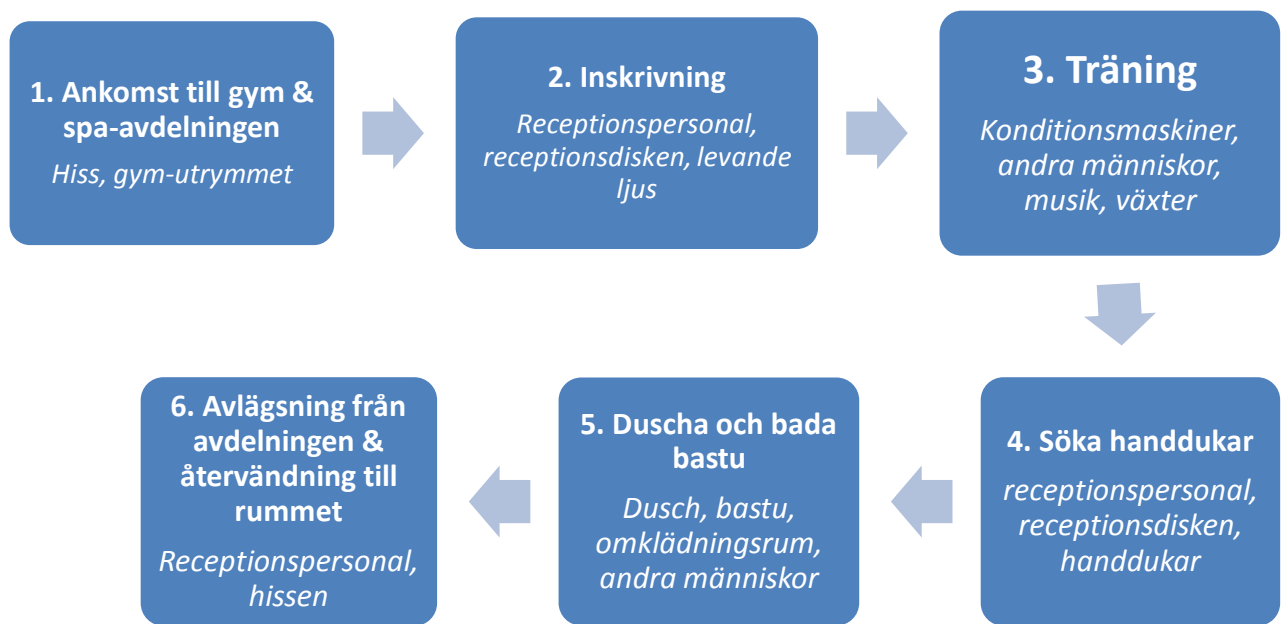 1. Ankomst till gym &
spa-avdelningen
Hiss, gym-utrymmet
2. Inskrivning
Receptionspersonal,
receptionsdisken, levande
ljus
3. Träning
Konditionsmaskiner,
andra människor,
musik, växter
4. Söka handdukar
receptionspersonal,
receptionsdisken,
handdukar
5. Duscha och bada
bastu
Dusch, bastu,
omklädningsrum,
andra människor
6. Avlägsning från
avdelningen &
återvändning till
rummet
Receptionspersonal,
hissen